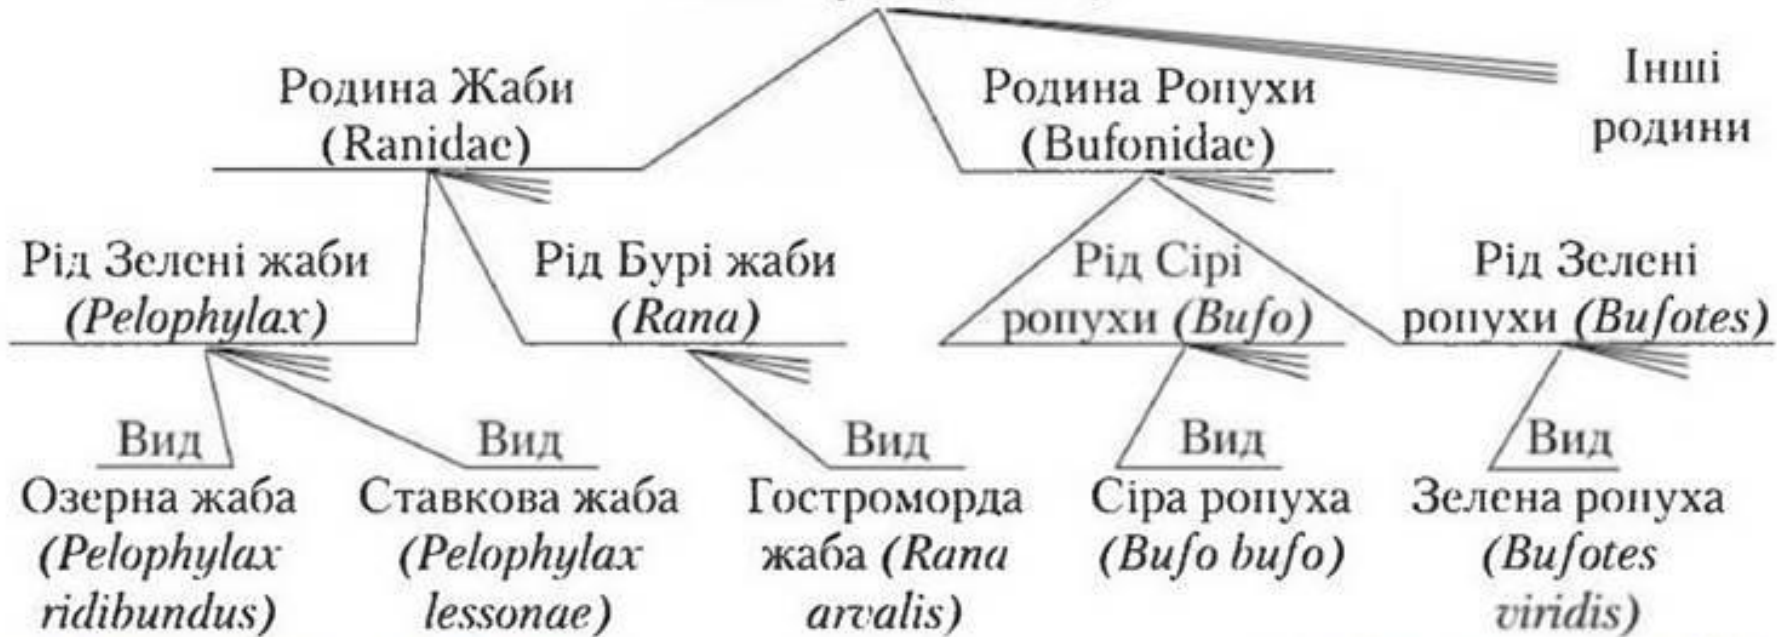 Родина Жаби
(Ranidae)
Родина Ропухи
(Bufonidae)
Інші
родини
Рід Зелені жаби
(Pelophylax)
Рід Бурі жаби
(Rana)
Рід Сірі
ропухи (Bufo)
Рід Зелені
ропухи (Bufotes)
Вид
Озерна жаба
(Pelophylax
ridibundus)
Вид
Ставкова жаба
(Pelophylax
lessonae)
Вид
Гостроморда
жаба (Rana
arvalis)
Вид
Сіра ропуха
(Bufo bufo)
Вид
Зелена ропуха
(Bufotes
viridis)